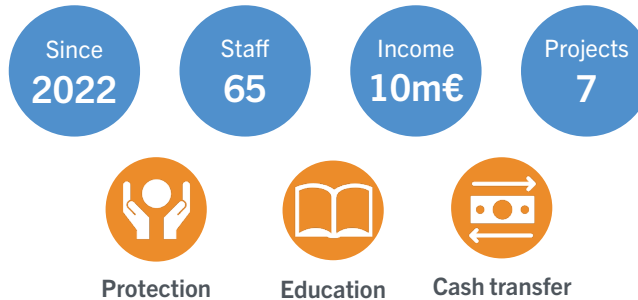 Since
2022
Staff
65
Income
10m€
Projects
7
Protection
Education
Cash transfer